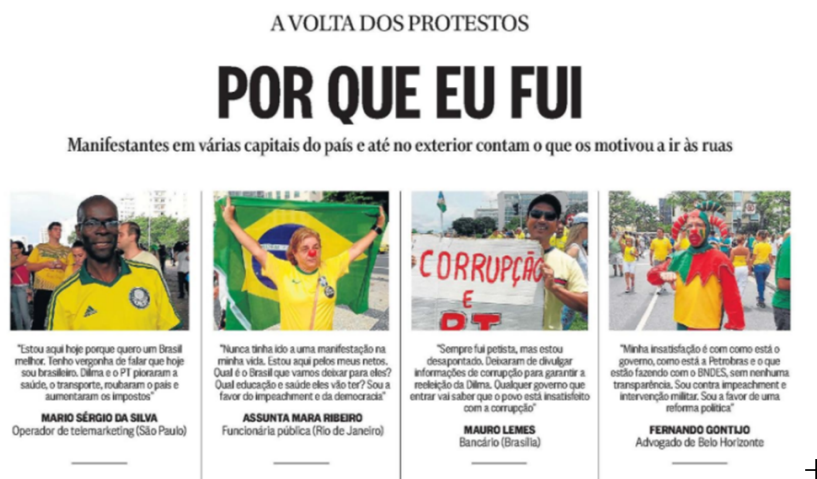 A VOLTA DOS PROTESTOS
POR QUE EU FUI
Manifestantes em várias capitais do país e até no exterior contam o que os motivou a ir às ruas
CORRUPÇÃO
E
PT
"Estou aqui hoje porque quero um Brasil
melhor. Tenho vergonha de falar que hoje
sou brasileiro. Dilma e o PT pioraram a
saúde, o transporte, roubaram o país e
aumentaram os impostos"
MARIO SÉRGIO DA SILVA
Operador de telemarketing (São Paulo)
"Nunca tinha ido a uma manifestação na
minha vida. Estou aqui pelos meus netos.
Qual é o Brasil que vamos deixar para eles?
Qual educação e saúde eles vão ter? Sou a
favor do impeachment e da democracia"
ASSUNTA MARA RIBEIRO
Funcionária pública (Rio de Janeiro)
"Sempre fui petista, mas estou
desapontado. Deixaram de divulgar
informações de corrupção para garantir a
reeleição da Dilma. Qualquer governo que
entrar vai saber que o povo está insatisfeito
com a corrupção"
MAURO LEMES
Bancário (Brasília)
"Minha insatisfação é com como está o
governo, como está a Petrobras e o que
estão fazendo com o BNDES, sem nenhuma
transparência. Sou contra impeachment e
intervenção militar. Sou a favor de uma
reforma política"
FERNANDO GONTIJO
Advogado de Belo Horizonte